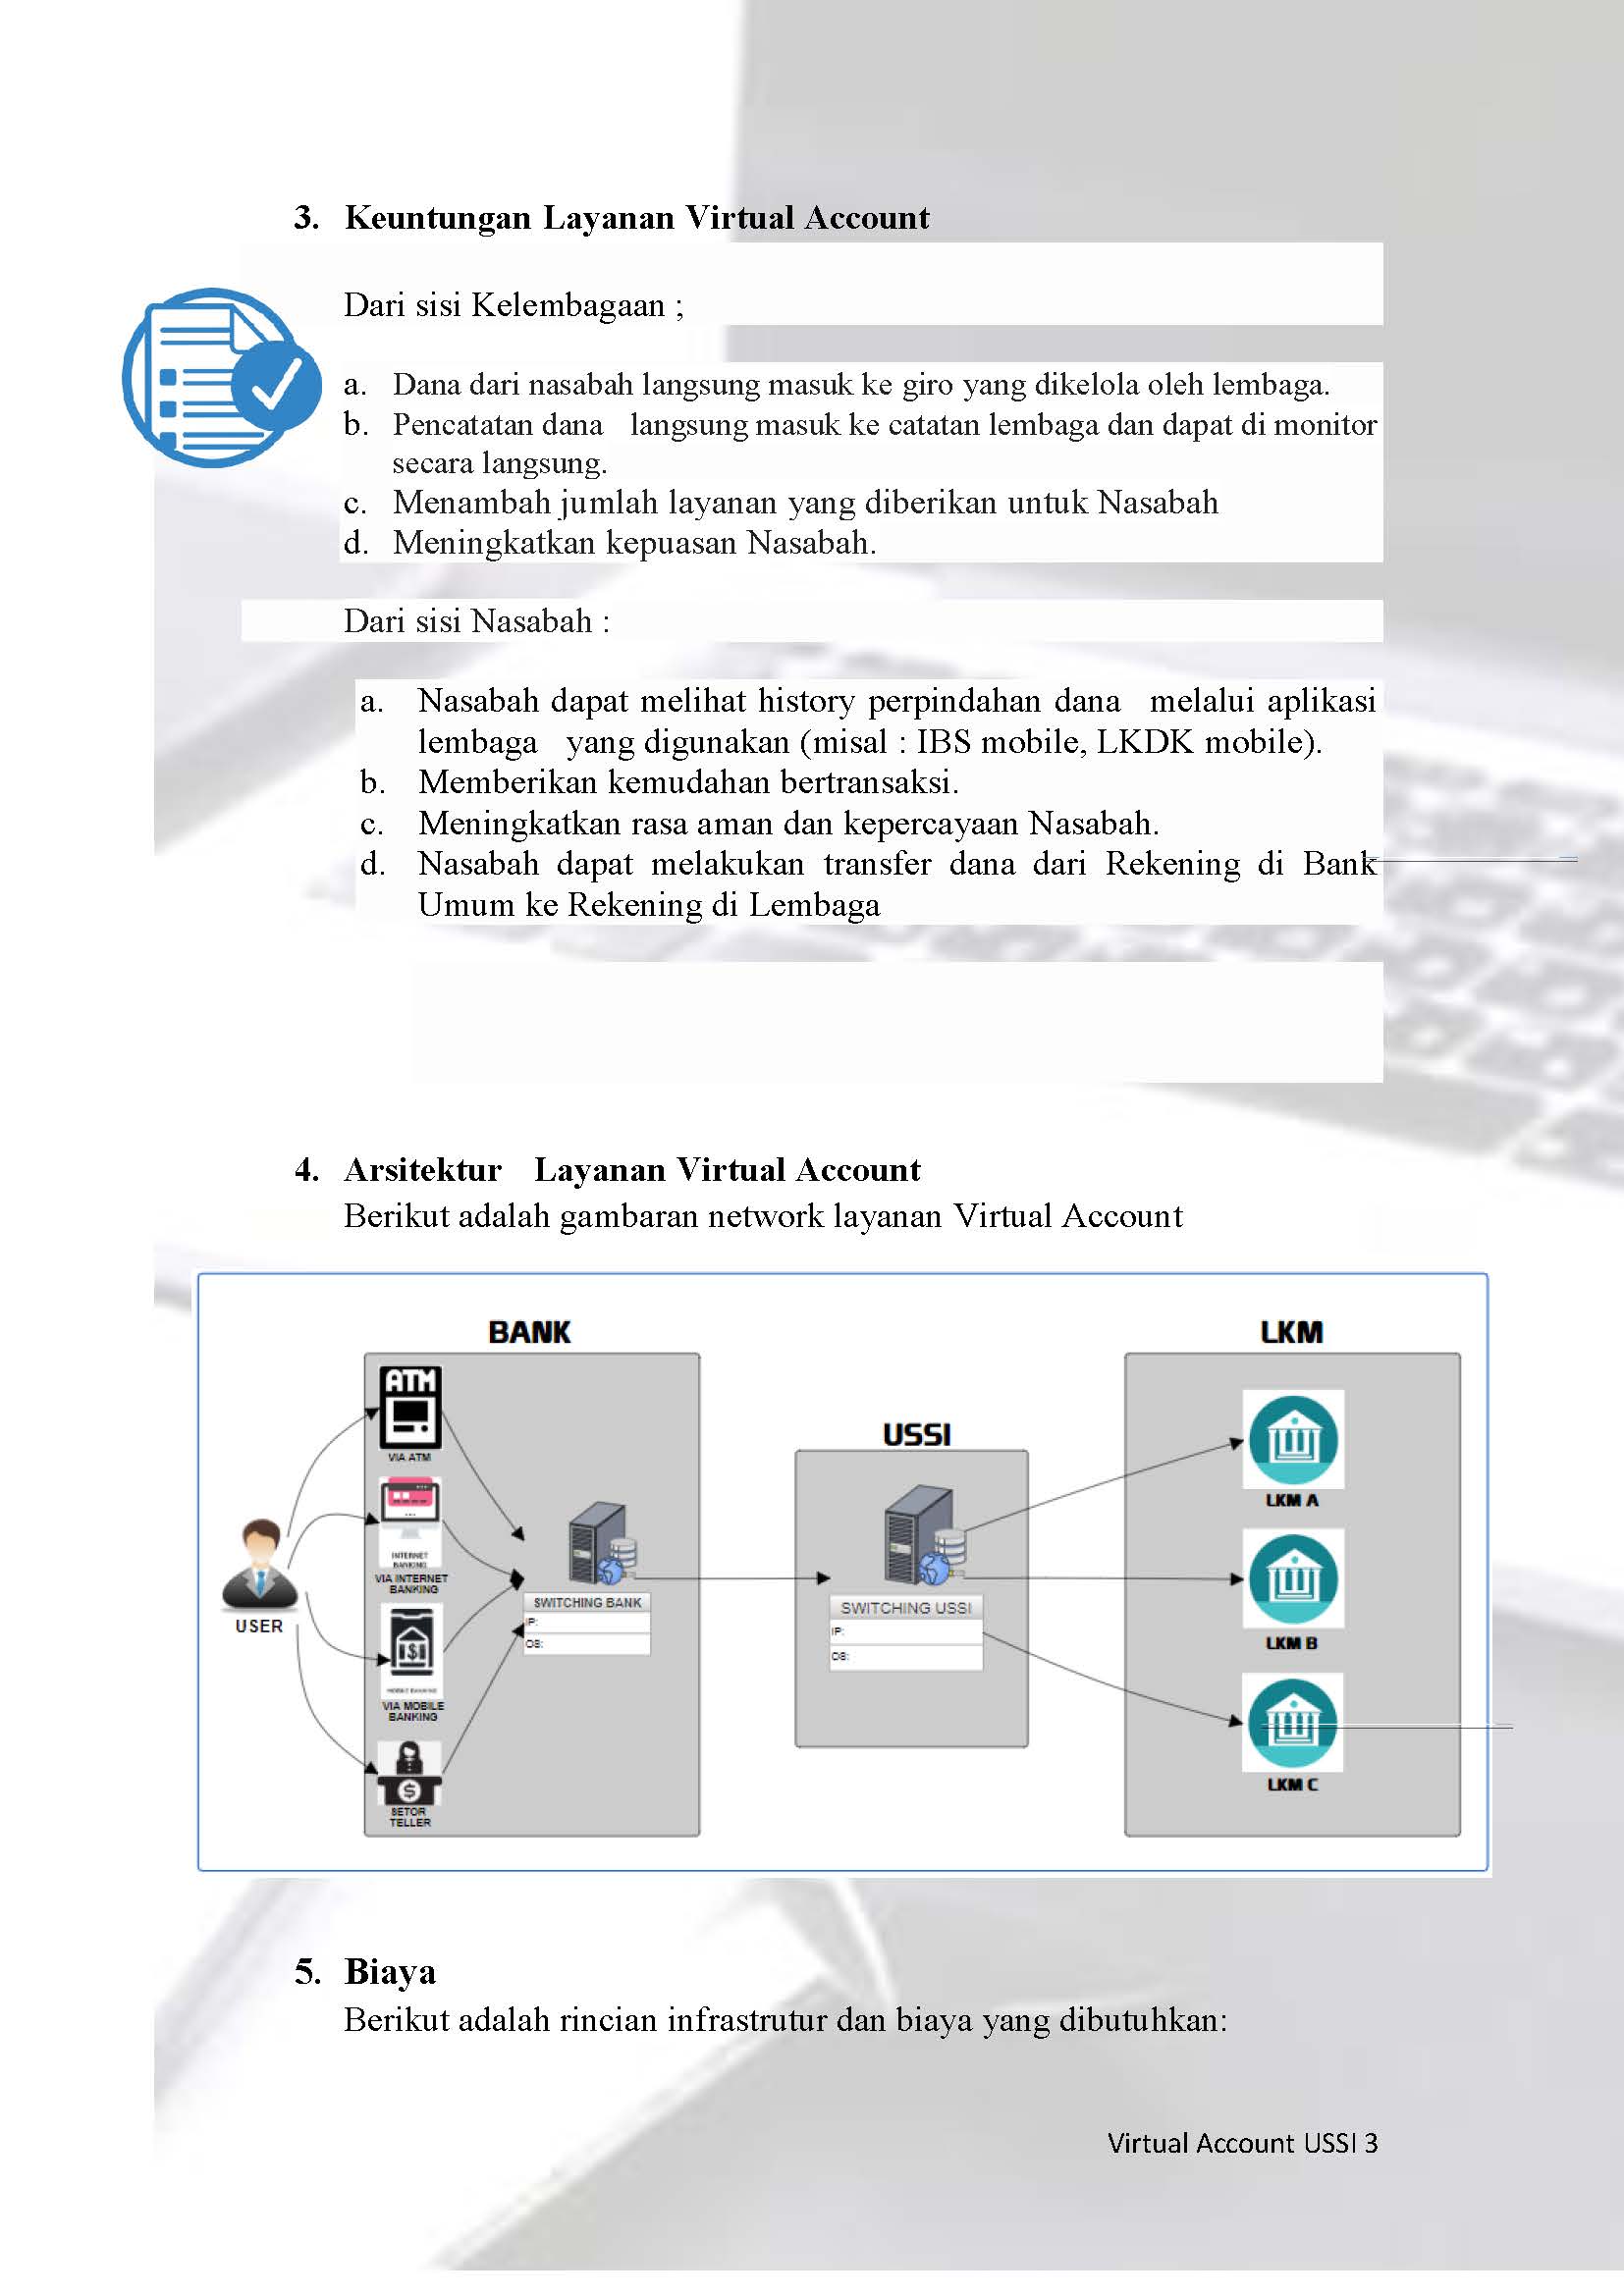 3. Keuntungan Layanan Virtual Account
Dari sisi Kelembagaan ;
a. Dana dari nasabah langsung masuk ke giro yang dikelola oleh lembaga.
b. Pencatatan dana langsung masuk ke catatan lembaga dan dapat di monitor
secara langsung.
c. Menambah jumlah layanan yang diberikan untuk Nasabah
d. Meningkatkan kepuasan Nasabah.
Dari sisi Nasabah :
a. Nasabah dapat melihat history perpindahan dana melalui aplikasi
lembaga yang digunakan (misal : IBS mobile, LKDK mobile).
b. Memberikan kemudahan bertransaksi.
c. Meningkatkan rasa aman dan kepercayaan Nasabah.
d. Nasabah dapat melakukan transfer dana dari Rekening di Bank
Umum ke Rekening di Lembaga
4. Arsitektur Layanan Virtual Account
Berikut adalah gambaran network layanan Virtual Account
BANK
ATM
VIA ATM
INTERNET
BANKING
VIA INTERNET
BANKING
MOBILE BANKING
VIA MOBILE
BANKING
SETOR
TELLER
USER
SWITCHING BANK
IP:
OS:
USSI
SWITCHING USSI
IP:
OS:
LKM
LKM A
LKM B
LKM C
5. Biaya
Berikut adalah rincian infrastrutur dan biaya yang dibutuhkan:
Virtual Account USSI 3